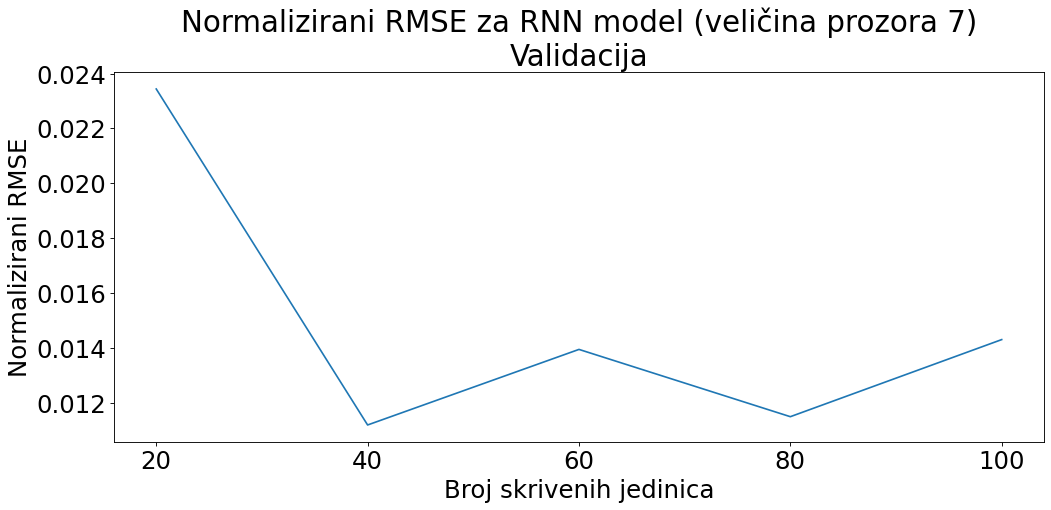 Normalizirani RMSE za RNN model (veličina prozora 7)
Validacija
Normalizirani RMSE
0.024
0.022
0.020
0.018
0.016
0.014
0.012
20 40 60 80 100
Broj skrivenih jedinica